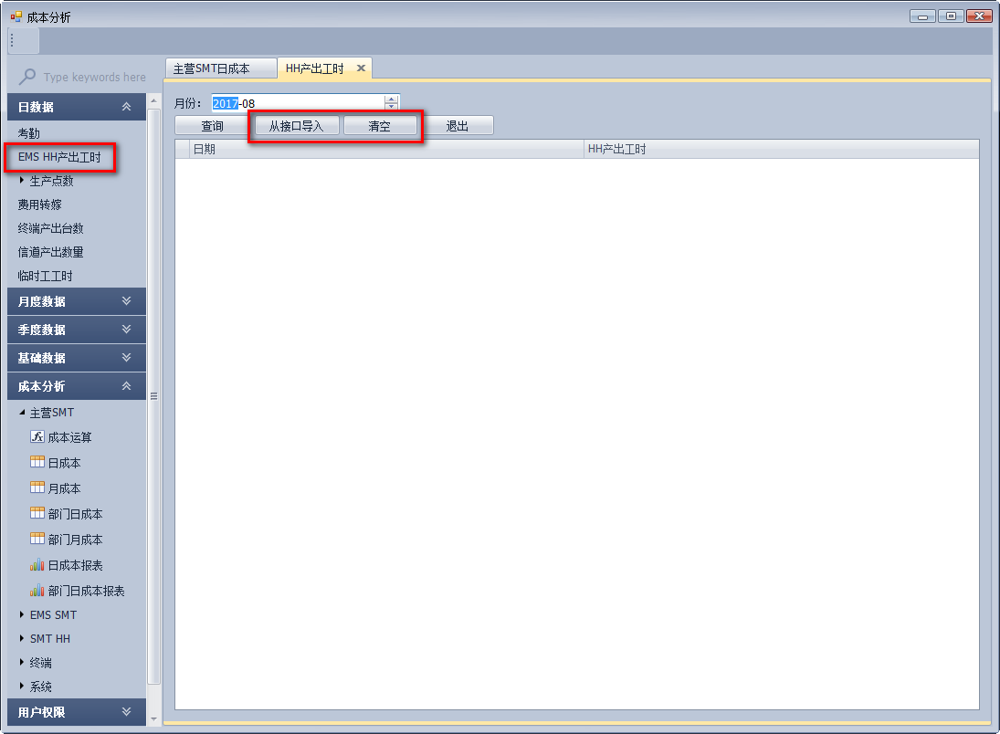 成本分析
Type keywords here
日数据
考勤
EMS HH产出工时
生产点数
费用转嫁
终端产出台数
信道产出数量
临时工工时
月度数据
季度数据
基础数据
成本分析
主营SMT
fx 成本运算
日成本
月成本
部门日成本
部门月成本
日成本报表
部门日成本报表
EMS SMT
SMT HH
终端
系统
用户权限
主营SMT日成本 HH产出工时
月份: 2017-08
查询 从接口导入 清空 退出
日期 HH产出工时